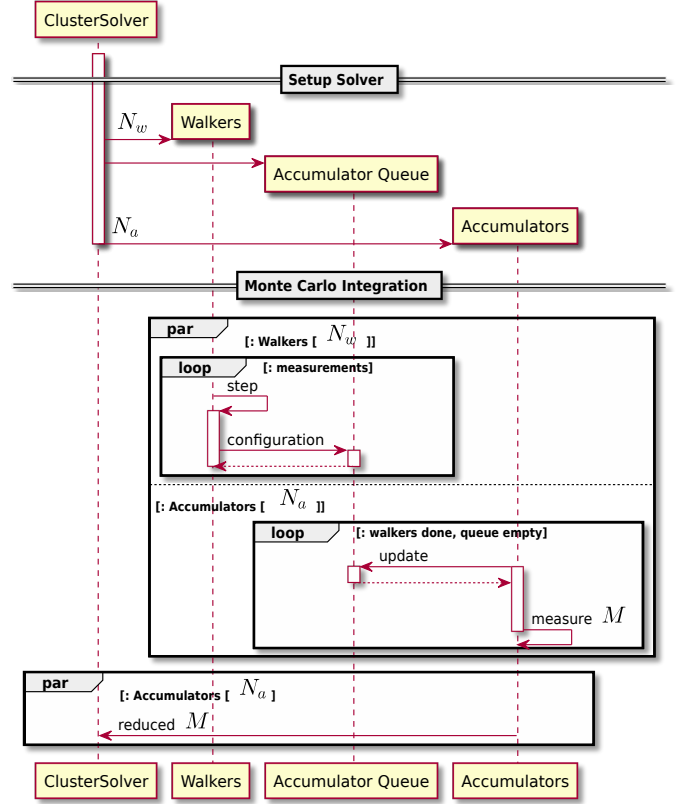 ClusterSolver
Setup Solver
N_w
Walkers
Accumulator Queue
N_a
Accumulators
Monte Carlo Integration
par
[: Walkers [ N_w ]]
loop [: measurements]
step
configuration
[: Accumulators [ N_a ]]
loop [: walkers done, queue empty]
update
measure M
par
[: Accumulators [ N_a ]
reduced M
ClusterSolver Walkers Accumulator Queue Accumulators